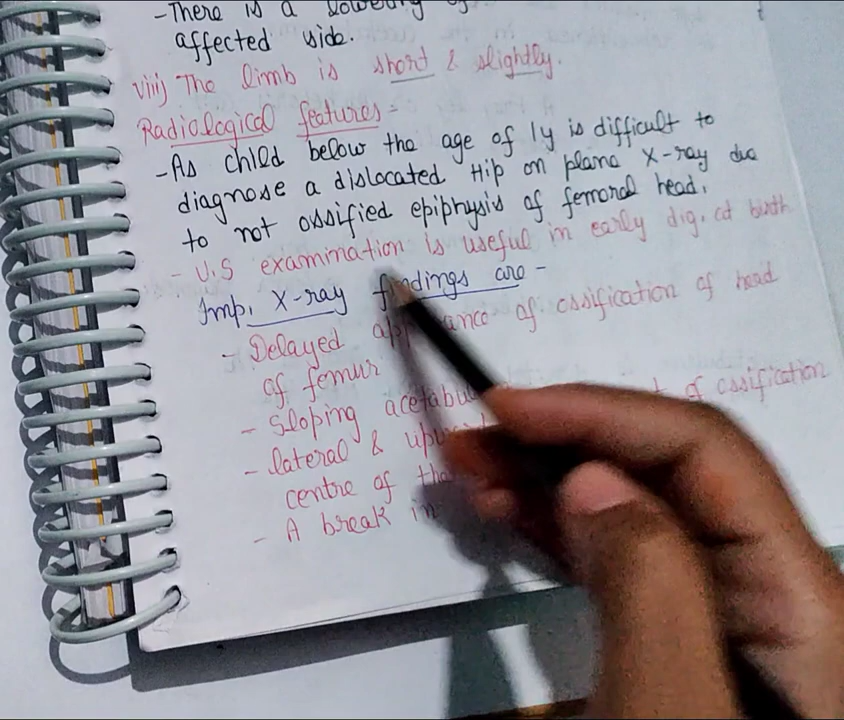 - There is a lowering of
affected side.
viii) The limb is short & slightly.
Radiological features -
- As child below the age of 1y is difficult to
diagnose a dislocated Hip on plane X-ray due
to not ossified epiphysis of femoral head.
- U.S examination is useful in early dig. at birth
Imp. X-ray findings are -
- Delayed of ossification of head
of femur
- Sloping
- lateral & of ossification
centre of the
- A break in